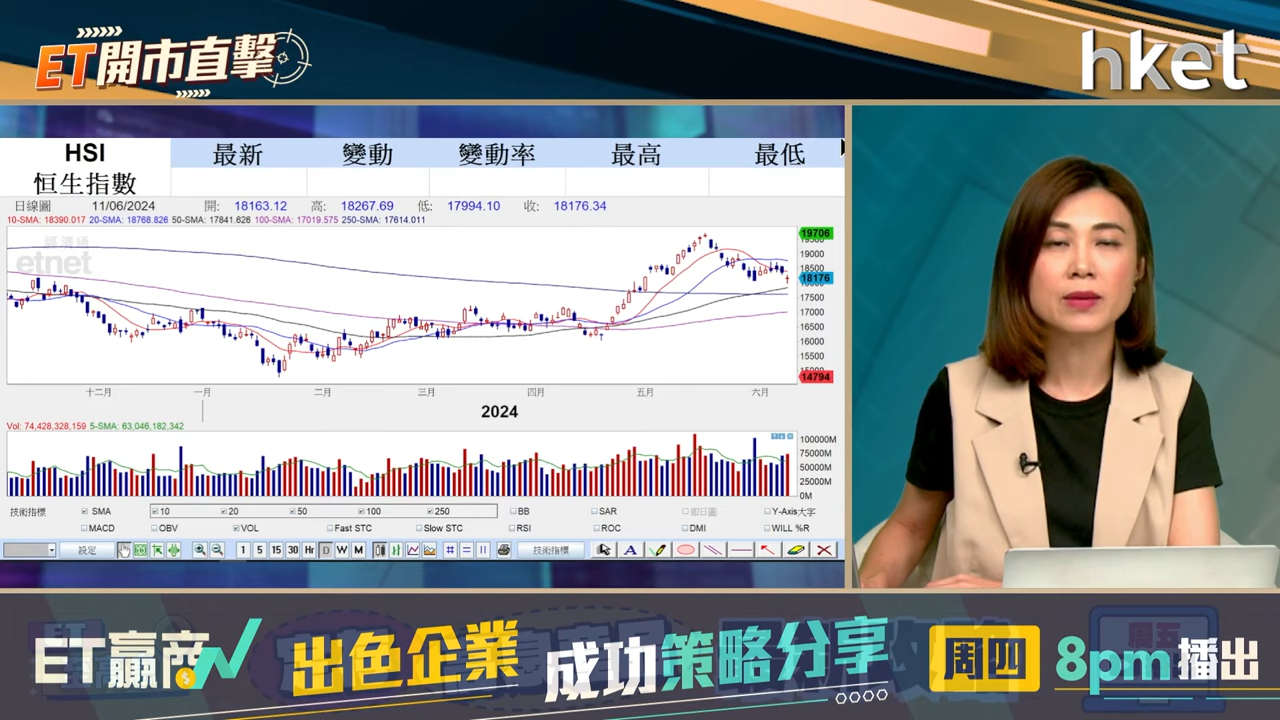 ET開市直擊
hket
HSI
恒生指數
最新 變動 變動率 最高 最低
日線圖 11/06/2024 開: 18163.12 高: 18267.69 低: 17994.10 收: 18176.34
10-SMA: 18390.017 20-SMA: 18768.826 50-SMA: 17841.626 100-SMA: 17019.575 250-SMA: 17614.011
經濟通
etnet
19706
19000
18500
18176
17500
17000
16500
16000
15500
14794
十二月 一月 二月 三月 四月 五月 六月
2024
Vol: 74,428,328,159 5-SMA: 63,046,182,342
100000M
75000M
50000M
25000M
0M
技術指標 SMA 10 20 50 100 250 BB SAR 即日圖 Y-Axis大字
MACD OBV VOL Fast STC Slow STC RSI ROC DMI WILL %R
設定 1 5 15 30 Hr D W M 技術指標 A
ET贏商 出色企業 成功策略分享 周四 8pm播出